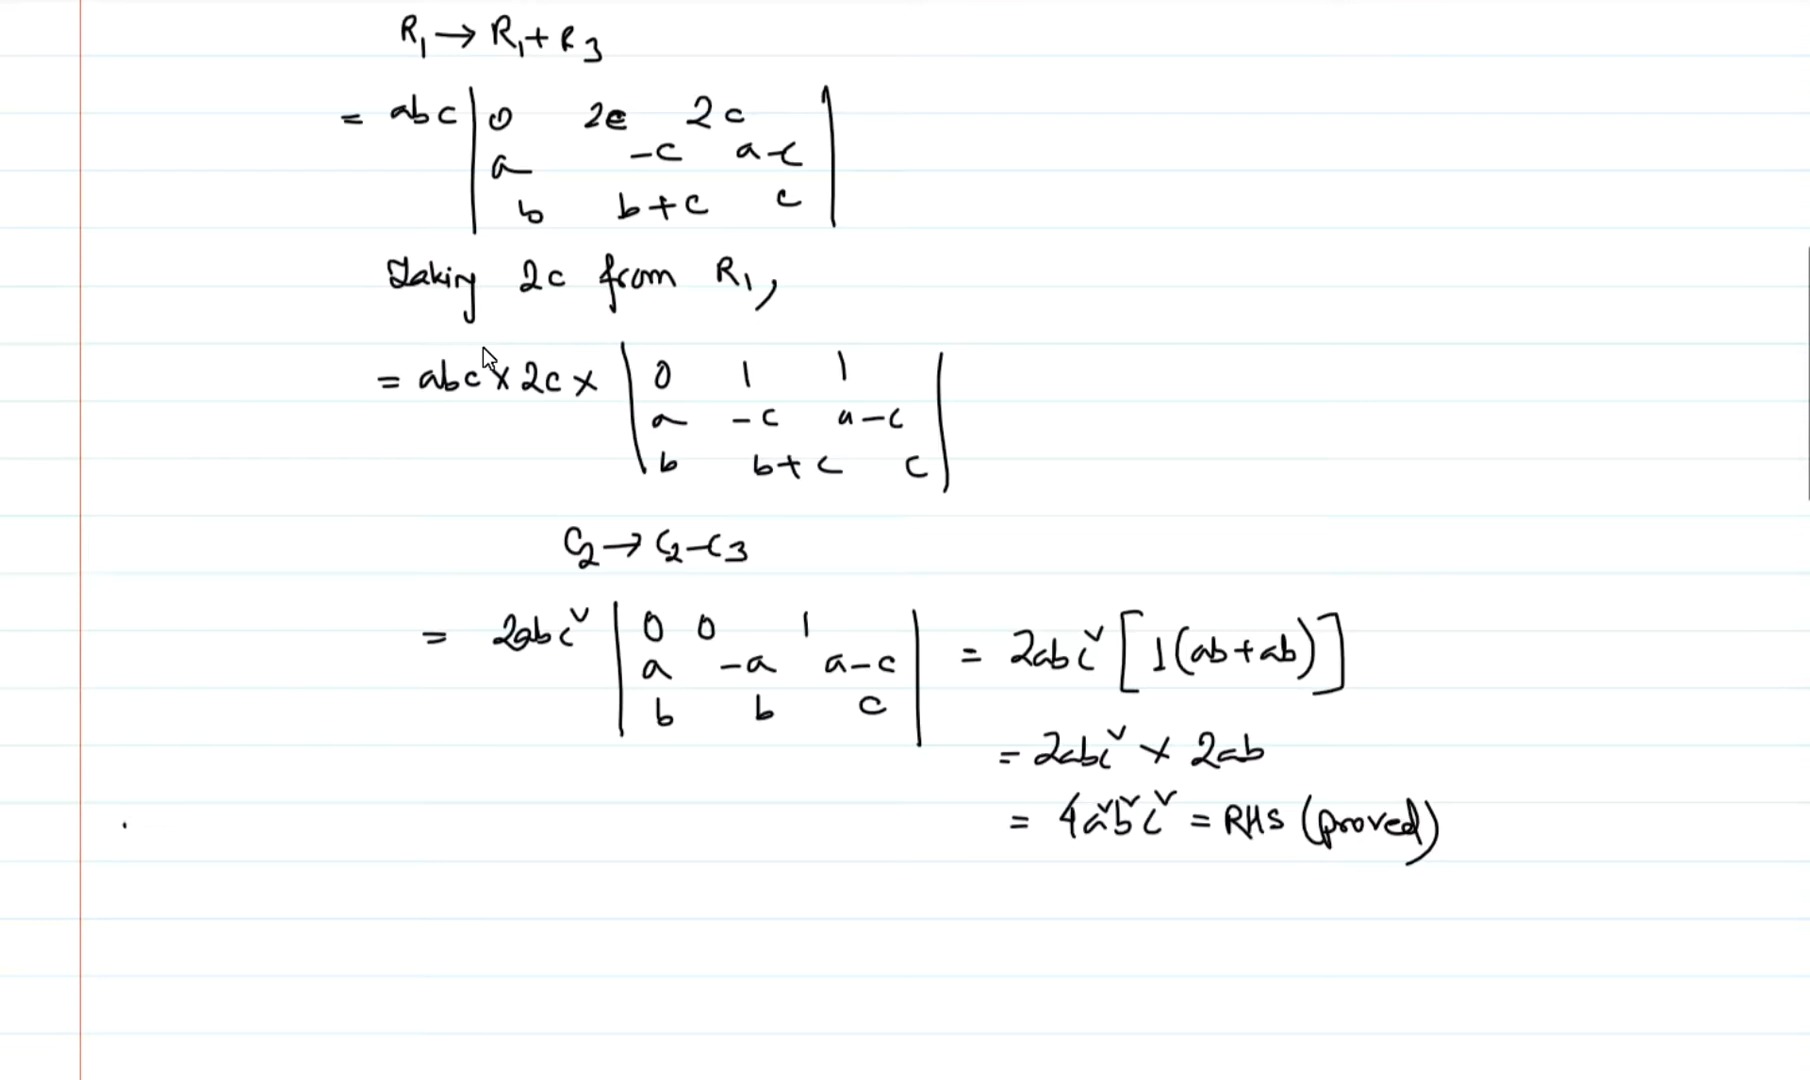 R₁ → R₁ + R₃
= abc | 0 2c 2c |
| a -c a-c |
| b b+c c |
Taking 2c from R₁,
= abc × 2c × | 0 1 1 |
| a -c a-c |
| b b+c c |
C₂ → C₂-C₃
= 2abc² | 0 0 1 | = 2abc² [1(ab+ab)]
| a -a a-c |
| b b c |
= 2abc² × 2ab
= 4a²b²c² = RHS (proved)